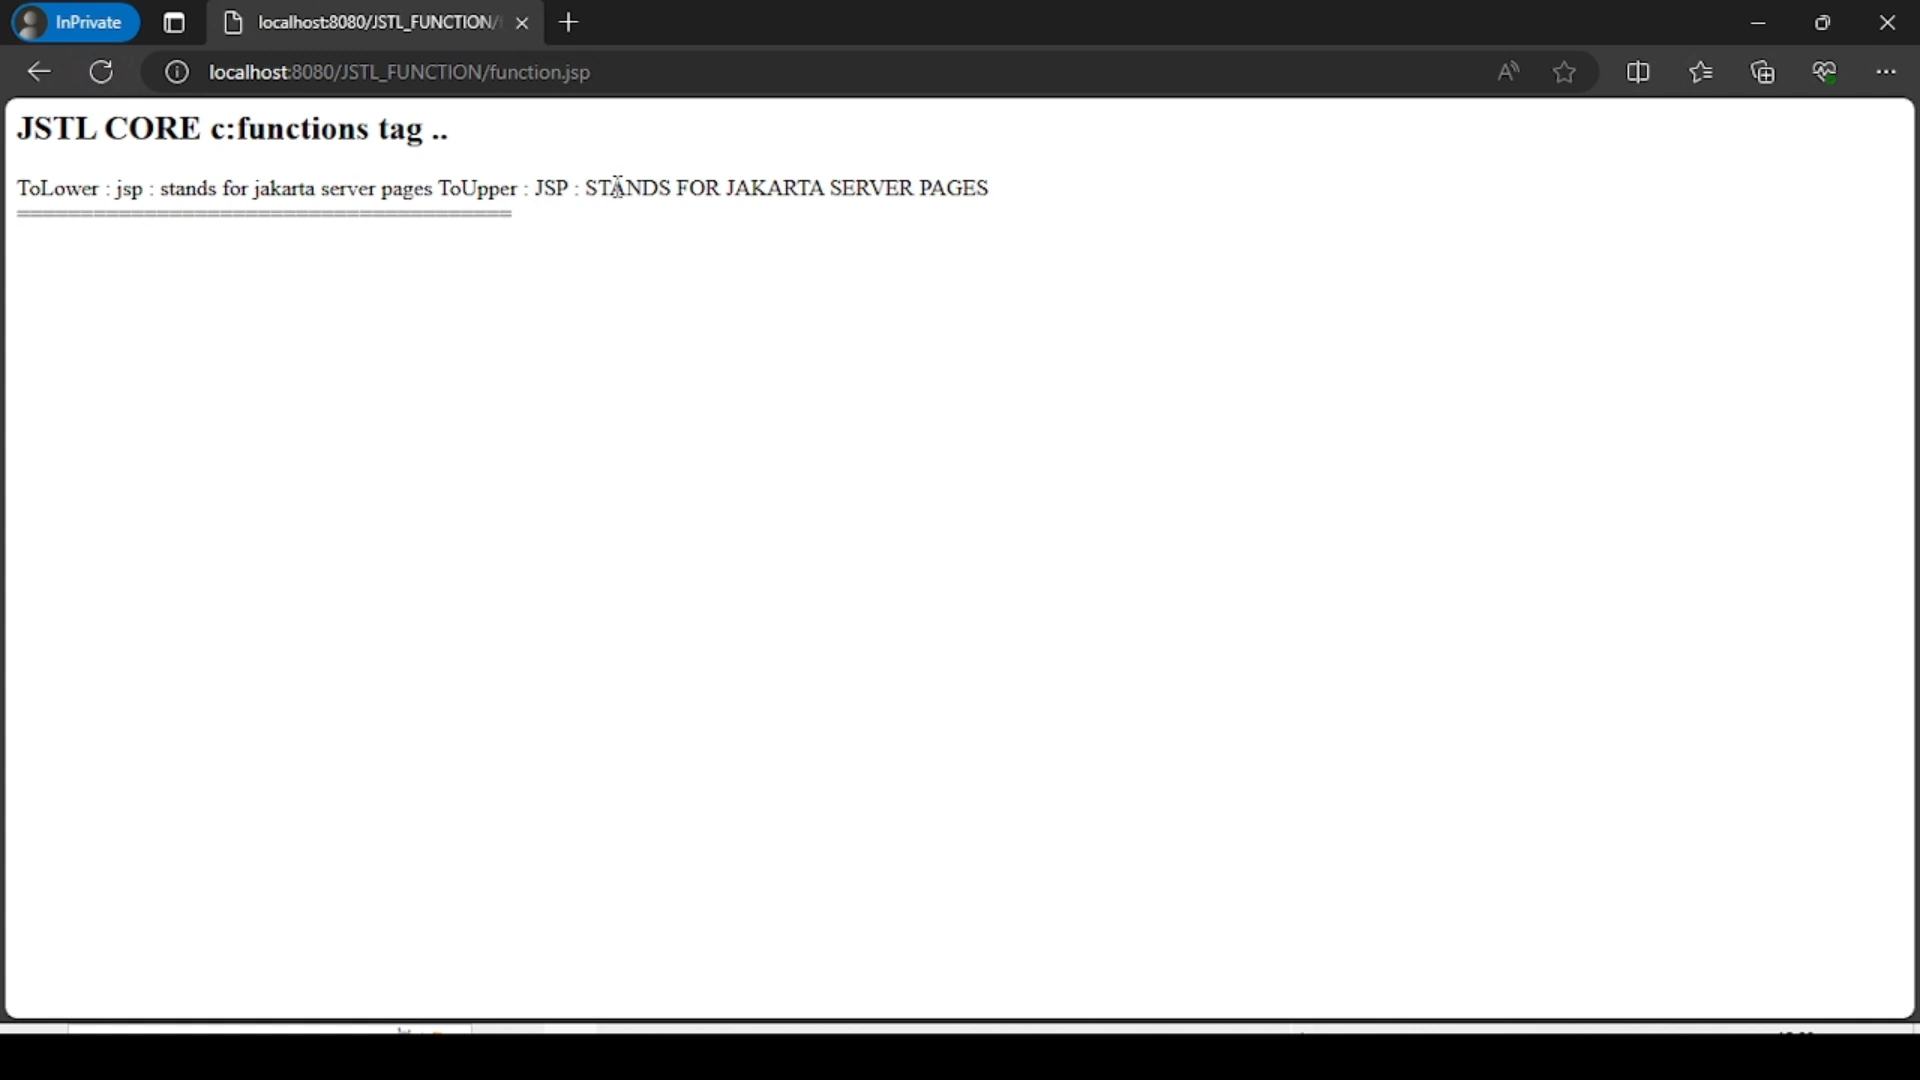 InPrivate
localhost:8080/JSTL_FUNCTION/
localhost:8080/JSTL_FUNCTION/function.jsp
JSTL CORE c:functions tag ..
ToLower : jsp : stands for jakarta server pages ToUpper : JSP : STANDS FOR JAKARTA SERVER PAGES
=======================================